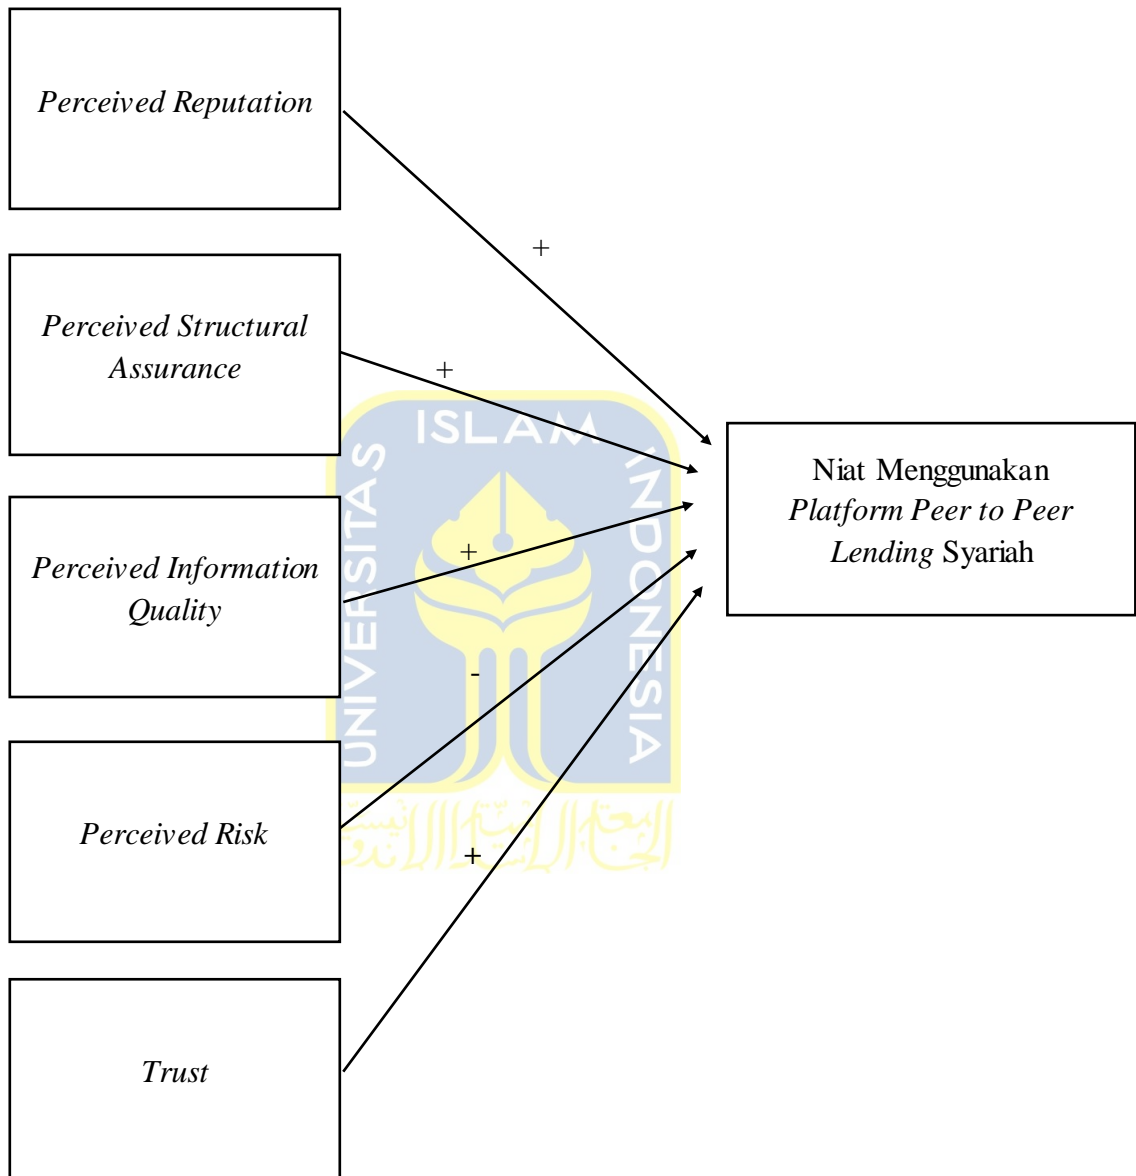 Perceived Reputation
+
Perceived Structural
Assurance
+
ISLAM
UNIVERSITAS
INDONESIA
Niat Menggunakan
Platform Peer to Peer
Lending Syariah
Perceived Information
Quality
+
-
Perceived Risk
+
Trust